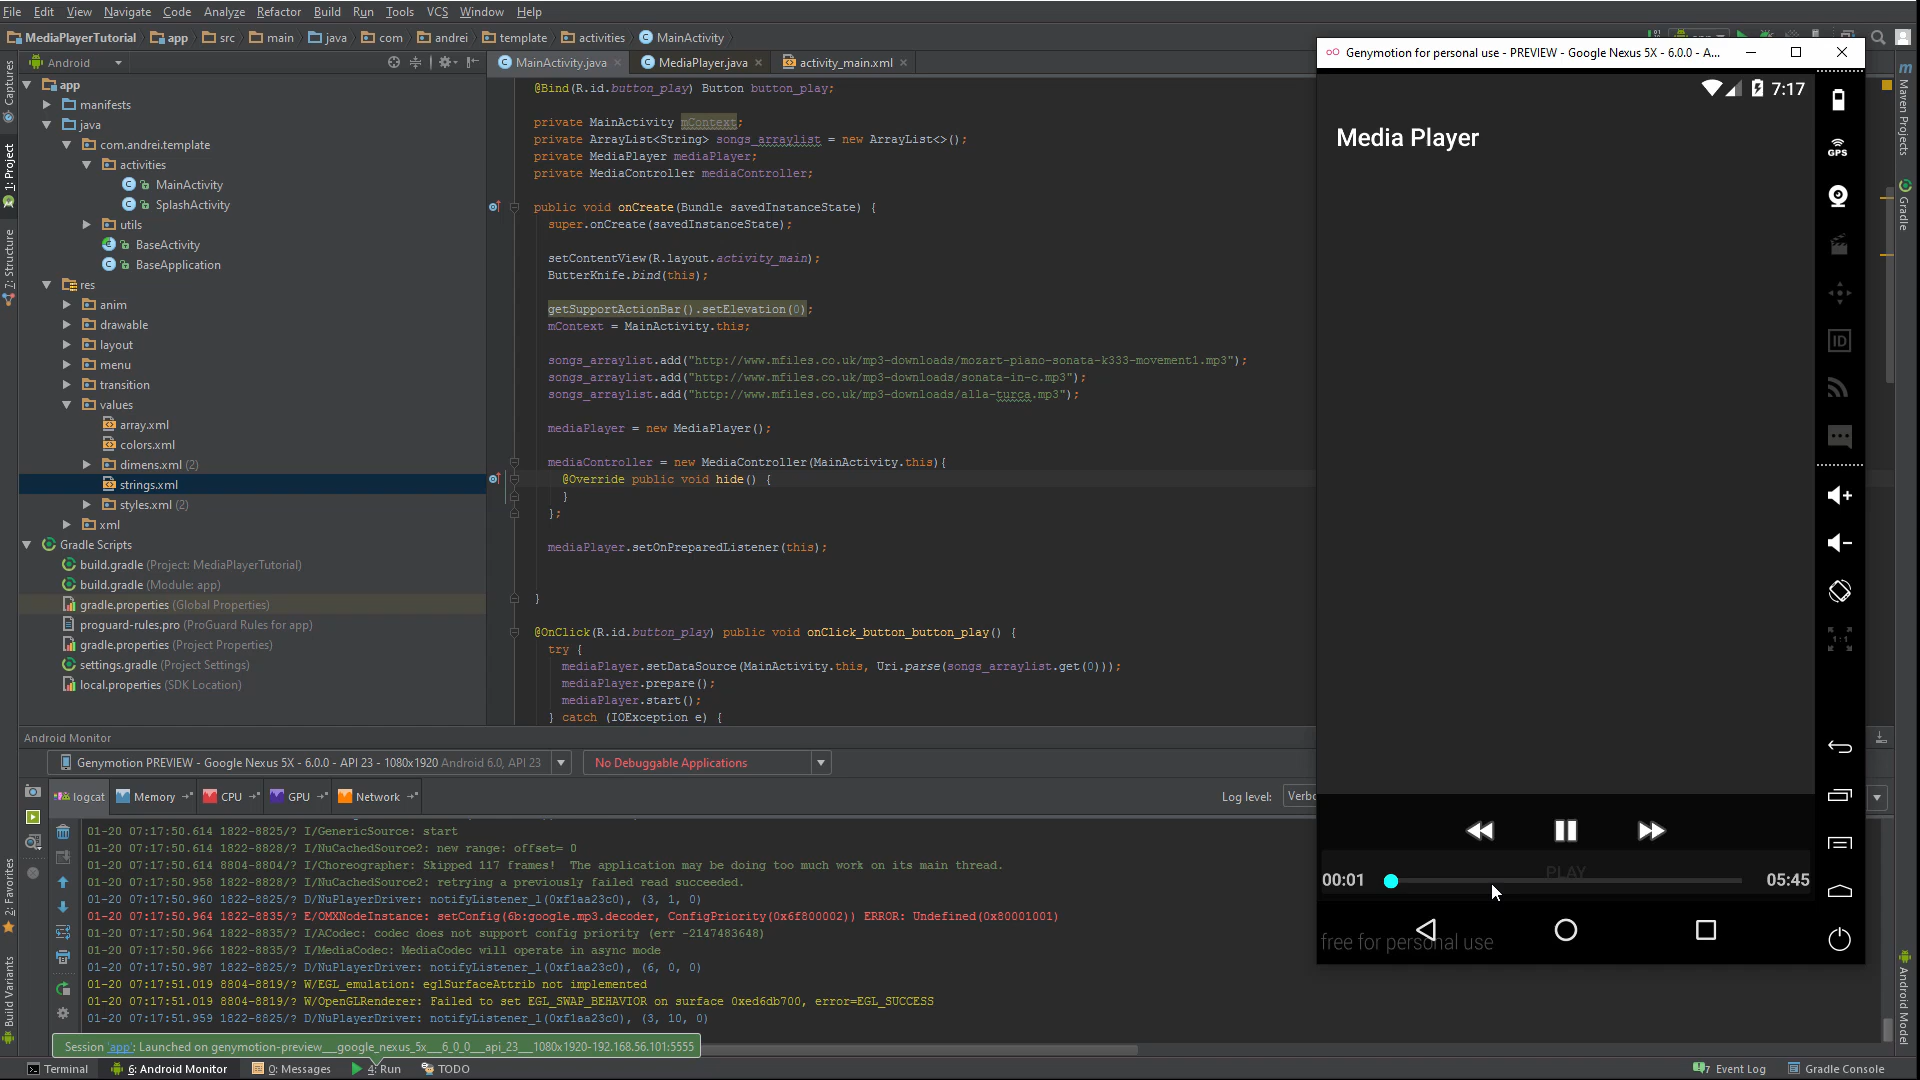 File Edit View Navigate Code Analyze Refactor Build Run Tools VCS Window Help
MediaPlayerTutorial app src main java com andrei template activities MainActivity
Android
MainActivity.java MediaPlayer.java activity_main.xml
Captures
1: Project
7: Structure
2: Favorites
Build Variants
app
manifests
java
com.andrei.template
activities
MainActivity
SplashActivity
utils
BaseActivity
BaseApplication
res
anim
drawable
layout
menu
transition
values
array.xml
colors.xml
dimens.xml (2)
strings.xml
styles.xml (2)
xml
Gradle Scripts
build.gradle (Project: MediaPlayerTutorial)
build.gradle (Module: app)
gradle.properties (Global Properties)
proguard-rules.pro (ProGuard Rules for app)
gradle.properties (Project Properties)
settings.gradle (Project Settings)
local.properties (SDK Location)
@Bind(R.id.button_play) Button button_play;
private MainActivity mContext;
private ArrayList<String> songs_arraylist = new ArrayList<>();
private MediaPlayer mediaPlayer;
private MediaController mediaController;
public void onCreate(Bundle savedInstanceState) {
super.onCreate(savedInstanceState);
setContentView(R.layout.activity_main);
ButterKnife.bind(this);
getSupportActionBar().setElevation(0);
mContext = MainActivity.this;
songs_arraylist.add("http://www.mfiles.co.uk/mp3-downloads/mozart-piano-sonata-k333-movement1.mp3");
songs_arraylist.add("http://www.mfiles.co.uk/mp3-downloads/sonata-in-c.mp3");
songs_arraylist.add("http://www.mfiles.co.uk/mp3-downloads/alla-turca.mp3");
mediaPlayer = new MediaPlayer();
mediaController = new MediaController(MainActivity.this){
@Override public void hide() {
}
};
mediaPlayer.setOnPreparedListener(this);
}
@OnClick(R.id.button_play) public void onClick_button_button_play() {
try {
mediaPlayer.setDataSource(MainActivity.this, Uri.parse(songs_arraylist.get(0)));
mediaPlayer.prepare();
mediaPlayer.start();
} catch (IOException e) {
Genymotion for personal use - PREVIEW - Google Nexus 5X - 6.0.0 - A...
7:17
Media Player
GPS
ID
1:1
PLAY
00:01 05:45
free for personal use
Maven Projects
Gradle
Android Model
Android Monitor
Genymotion PREVIEW - Google Nexus 5X - 6.0.0 - API 23 - 1080x1920 Android 6.0, API 23
No Debuggable Applications
logcat Memory CPU GPU Network
Log level: Verbo
01-20 07:17:50.614 1822-8825/? I/GenericSource: start
01-20 07:17:50.614 1822-8828/? I/NuCachedSource2: new range: offset= 0
01-20 07:17:50.614 8804-8804/? I/Choreographer: Skipped 117 frames!  The application may be doing too much work on its main thread.
01-20 07:17:50.958 1822-8828/? I/NuCachedSource2: retrying a previously failed read succeeded.
01-20 07:17:50.960 1822-8825/? D/NuPlayerDriver: notifyListener_l(0xf1aa23c0), (3, 1, 0)
01-20 07:17:50.964 1822-8835/? E/OMXNodeInstance: setConfig(6b:google.mp3.decoder, ConfigPriority(0x6f800002)) ERROR: Undefined(0x80001001)
01-20 07:17:50.964 1822-8835/? I/ACodec: codec does not support config priority (err -2147483648)
01-20 07:17:50.966 1822-8835/? I/MediaCodec: MediaCodec will operate in async mode
01-20 07:17:50.987 1822-8825/? D/NuPlayerDriver: notifyListener_l(0xf1aa23c0), (6, 0, 0)
01-20 07:17:51.019 8804-8819/? W/EGL_emulation: eglSurfaceAttrib not implemented
01-20 07:17:51.019 8804-8819/? W/OpenGLRenderer: Failed to set EGL_SWAP_BEHAVIOR on surface 0xed6db700, error=EGL_SUCCESS
01-20 07:17:51.959 1822-8825/? D/NuPlayerDriver: notifyListener_l(0xf1aa23c0), (3, 10, 0)
Session 'app': Launched on genymotion-preview___google_nexus_5x___6_0_0___api_23___1080x1920-192.168.56.101:5555
Terminal 6: Android Monitor 0: Messages 4: Run TODO
7 Event Log Gradle Console